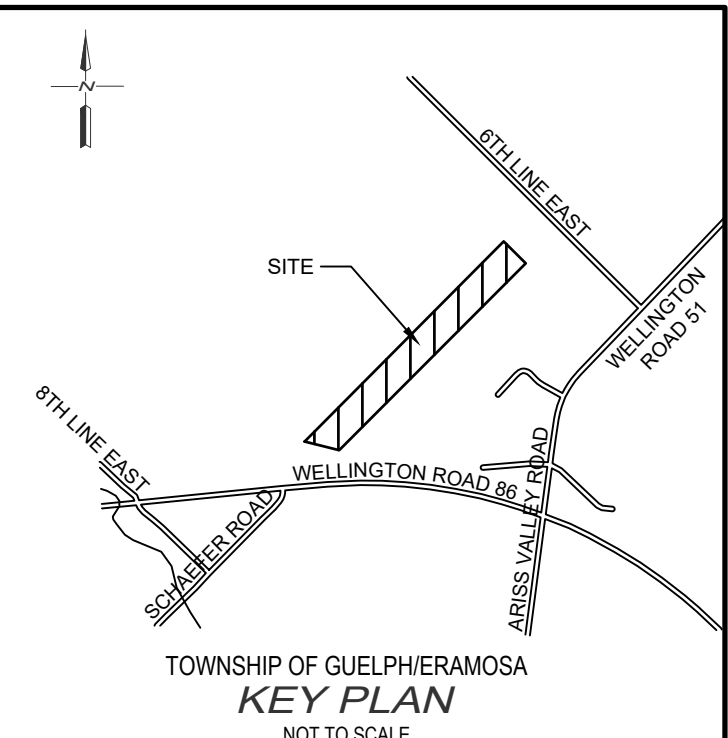 N
6TH LINE EAST
SITE
WELLINGTON
ROAD 51
8TH LINE EAST
WELLINGTON ROAD 86
SCHAEFER ROAD
ARISS VALLEY ROAD
TOWNSHIP OF GUELPH/ERAMOSA
KEY PLAN
NOT TO SCALE